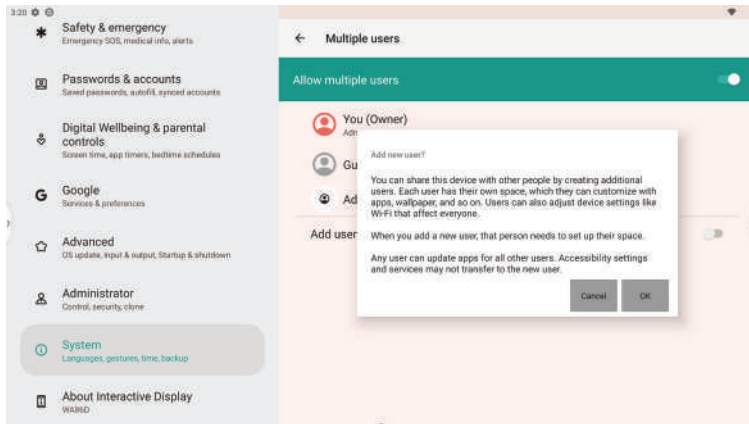 3:20
Safety & emergency
Emergency SOS, medical info, alerts
Passwords & accounts
Saved passwords, autofill, synced accounts
Digital Wellbeing & parental
controls
Screen time, app timers, bedtime schedules
Google
Services & preferences
Advanced
OS update, Input & output, Startup & shutdown
Administrator
Control, security, clone
System
Languages, gestures, time, backup
About Interactive Display
Multiple users
Allow multiple users
You (Owner)
Adm
Gu
Ad
Add user
Add new user?
You can share this device with other people by creating additional
users. Each user has their own space, which they can customize with
apps, wallpaper, and so on. Users can also adjust device settings like
Wi-Fi that affect everyone.
When you add a new user, that person needs to set up their space.
Any user can update apps for all other users. Accessibility settings
and services may not transfer to the new user.
Cancel OK